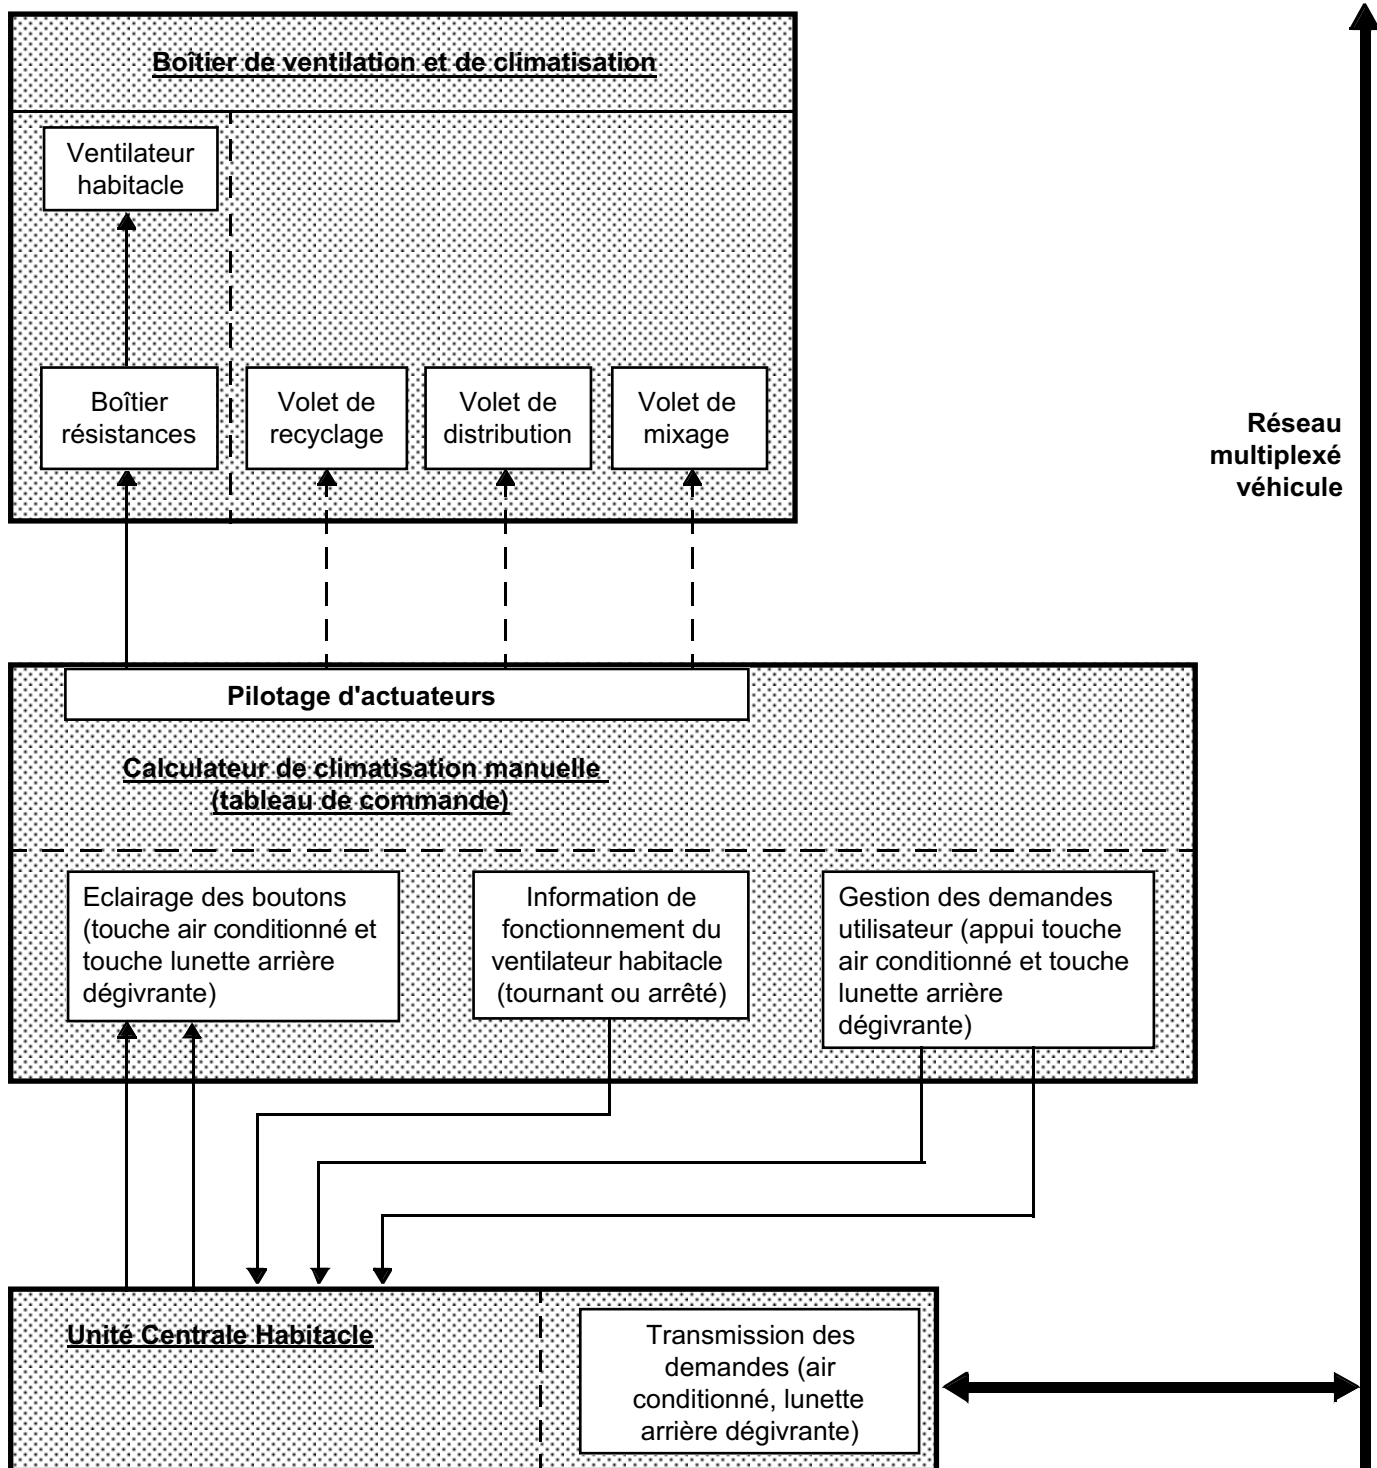 Boîtier de ventilation et de climatisation
Ventilateur
habitacle
Boîtier
résistances
Volet de
recyclage
Volet de
distribution
Volet de
mixage
Réseau
multiplexé
véhicule
Pilotage d'actuateurs
Calculateur de climatisation manuelle
(tableau de commande)
Eclairage des boutons
(touche air conditionné et
touche lunette arrière
dégivrante)
Information de
fonctionnement du
ventilateur habitacle
(tournant ou arrêté)
Gestion des demandes
utilisateur (appui touche
air conditionné et touche
lunette arrière
dégivrante)
Unité Centrale Habitacle
Transmission des
demandes (air
conditionné, lunette
arrière dégivrante)